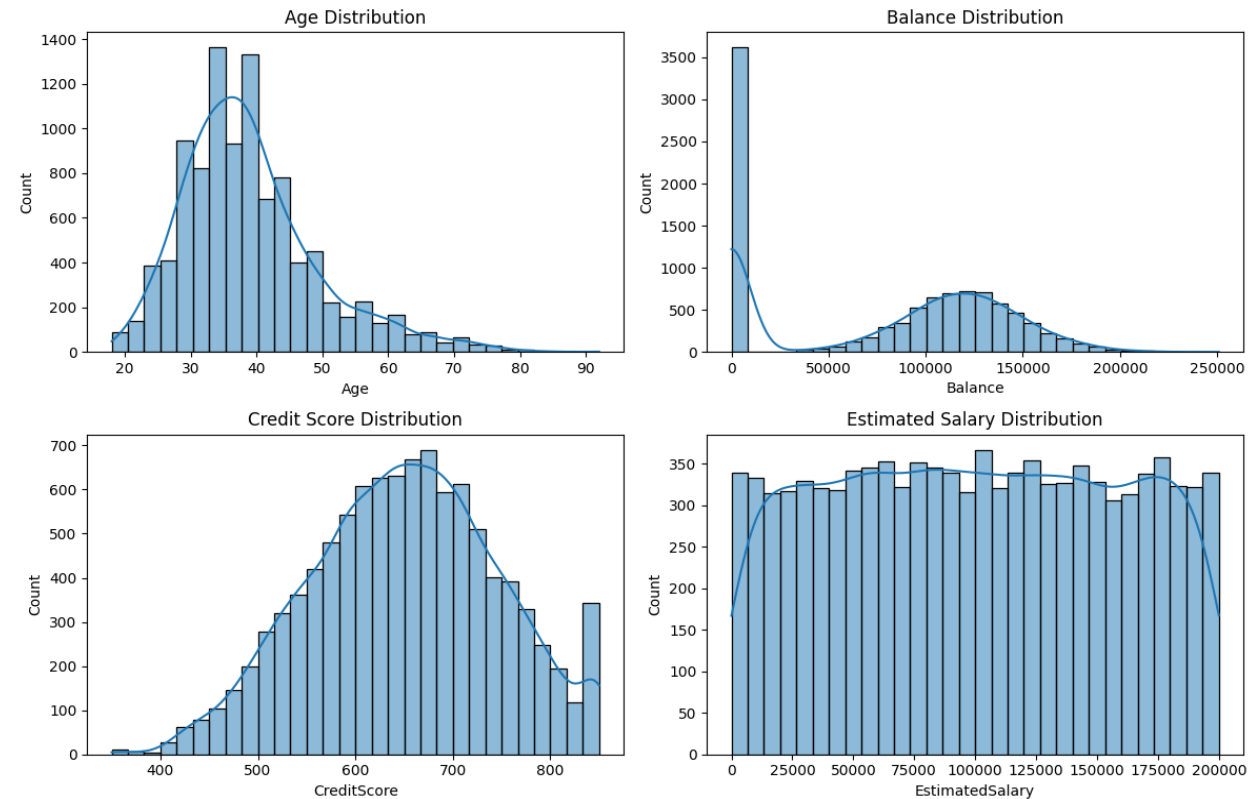 Age Distribution
1400
1200
1000
800
600
400
200
0
Count
20 30 40 50 60 70 80 90
Age
Balance Distribution
3500
3000
2500
2000
1500
1000
500
0
Count
0 50000 100000 150000 200000 250000
Balance
Credit Score Distribution
700
600
500
400
300
200
100
0
Count
400 500 600 700 800
CreditScore
Estimated Salary Distribution
350
300
250
200
150
100
50
0
Count
0 25000 50000 75000 100000 125000 150000 175000 200000
EstimatedSalary